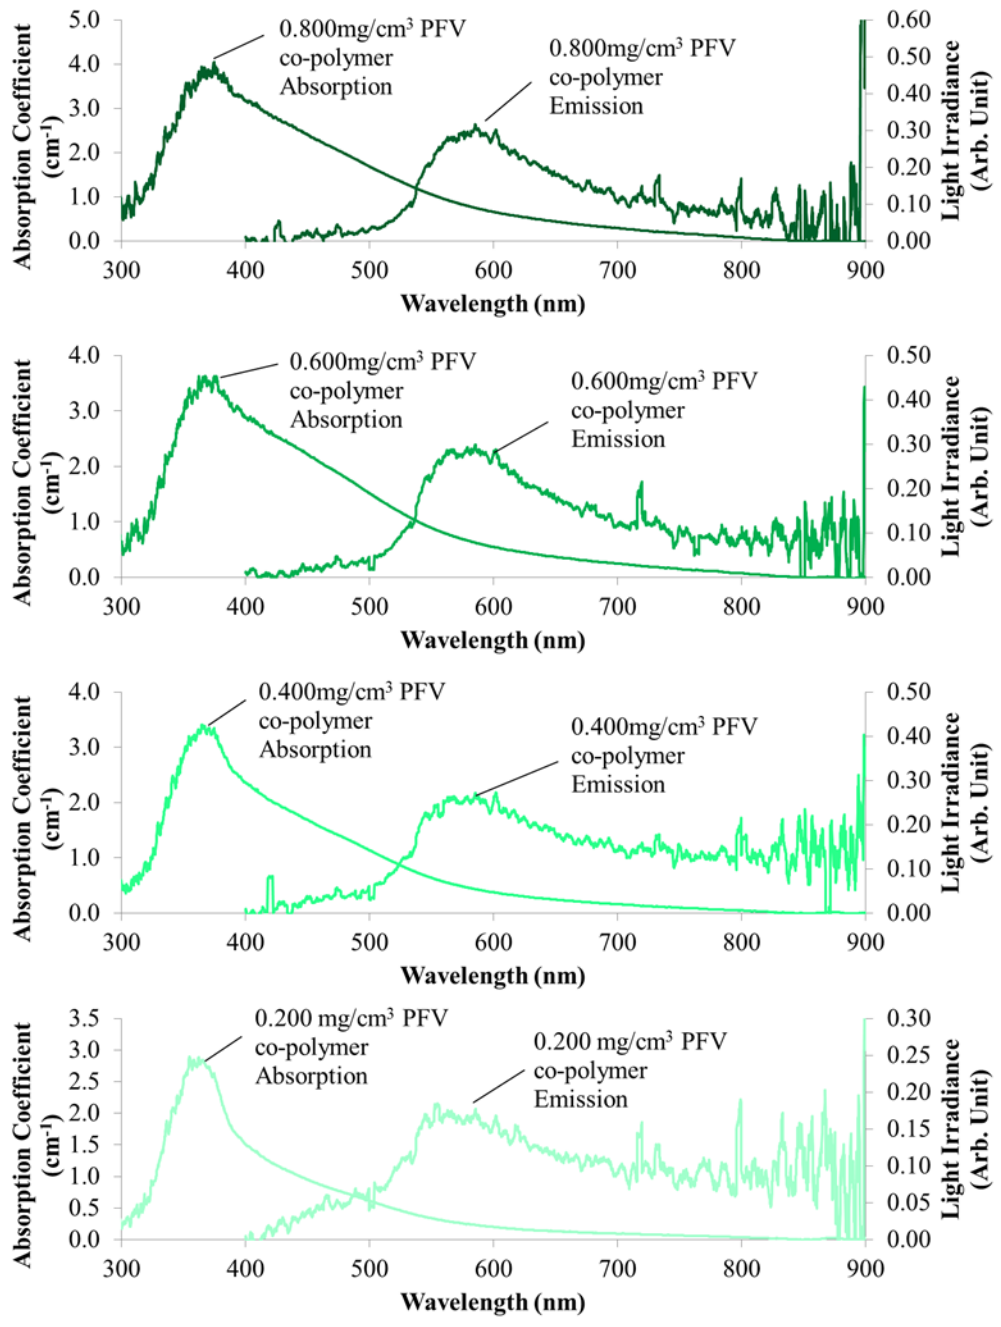 Absorption Coefficient
(cm⁻¹)
5.0
4.0
3.0
2.0
1.0
0.0
0.800mg/cm³ PFV
co-polymer
Absorption
0.800mg/cm³ PFV
co-polymer
Emission
0.60
0.50
0.40
0.30
0.20
0.10
0.00
Light Irradiance
(Arb. Unit)
300 400 500 600 700 800 900
Wavelength (nm)
Absorption Coefficient
(cm⁻¹)
4.0
3.0
2.0
1.0
0.0
0.600mg/cm³ PFV
co-polymer
Absorption
0.600mg/cm³ PFV
co-polymer
Emission
0.50
0.40
0.30
0.20
0.10
0.00
Light Irradiance
(Arb. Unit)
300 400 500 600 700 800 900
Wavelength (nm)
Absorption Coefficient
(cm⁻¹)
4.0
3.0
2.0
1.0
0.0
0.400mg/cm³ PFV
co-polymer
Absorption
0.400mg/cm³ PFV
co-polymer
Emission
0.50
0.40
0.30
0.20
0.10
0.00
Light Irradiance
(Arb. Unit)
300 400 500 600 700 800 900
Wavelength (nm)
Absorption Coefficient
(cm⁻¹)
3.5
3.0
2.5
2.0
1.5
1.0
0.5
0.0
0.200 mg/cm³ PFV
co-polymer
Absorption
0.200 mg/cm³ PFV
co-polymer
Emission
0.30
0.25
0.20
0.15
0.10
0.05
0.00
Light Irradiance
(Arb. Unit)
300 400 500 600 700 800 900
Wavelength (nm)